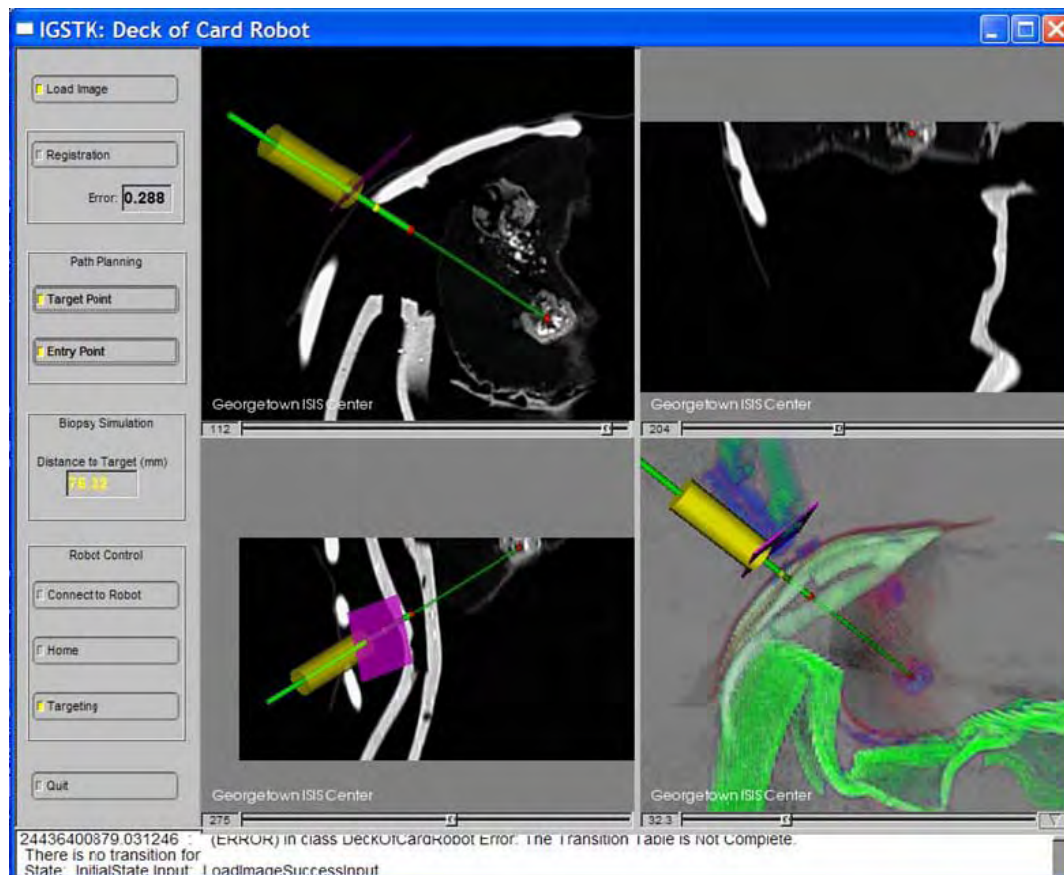 IGSTK: Deck of Card Robot
Load Image
Registration
Error: 0.288
Path Planning
Target Point
Entry Point
Biopsy Simulation
Distance to Target (mm)
76.32
Robot Control
Connect to Robot
Home
Targeting
Quit
Georgetown ISIS Center
112
Georgetown ISIS Center
204
Georgetown ISIS Center
275
Georgetown ISIS Center
32.3
24436400879.031246 : (ERROR) in class DeckOfCardRobot Error: The Transition Table is Not Complete.
There is no transition for
State: InitialState Input: LoadImageSuccessInput